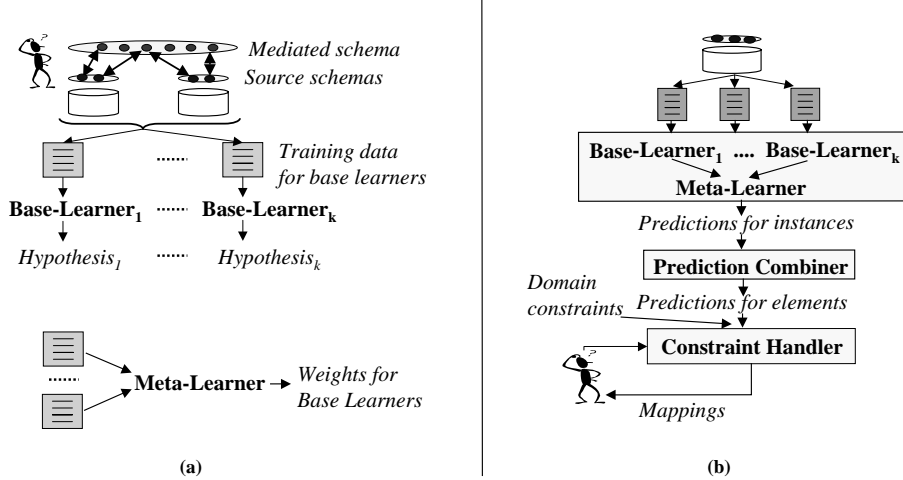 Mediated schema
Source schemas
Training data
for base learners
Base-Learner1 ...... Base-Learnerk
Hypothesis1 ...... Hypothesisk
Meta-Learner
Weights for
Base Learners
(a)
?
Base-Learner1 .... Base-Learnerk
Meta-Learner
Predictions for instances
Prediction Combiner
Domain
constraints
Predictions for elements
Constraint Handler
?
Mappings
(b)